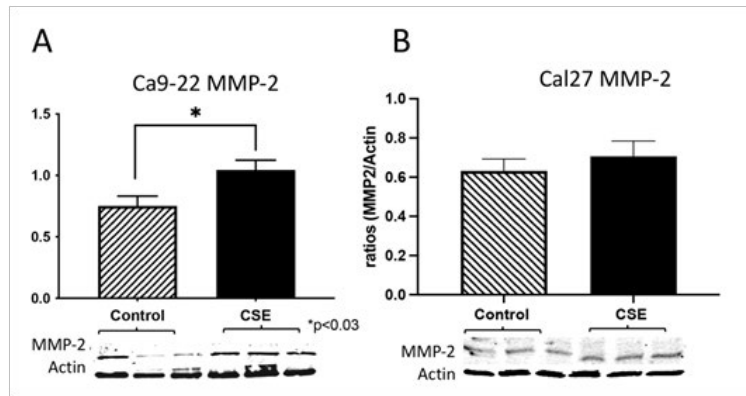 A
Ca9-22 MMP-2
1.5
1.0
0.5
0.0
*
Control
CSE
*p<0.03
MMP-2
Actin
B
Cal27 MMP-2
ratios (MMP2/Actin
1.0
0.8
0.6
0.4
0.2
0.0
Control
CSE
MMP-2
Actin